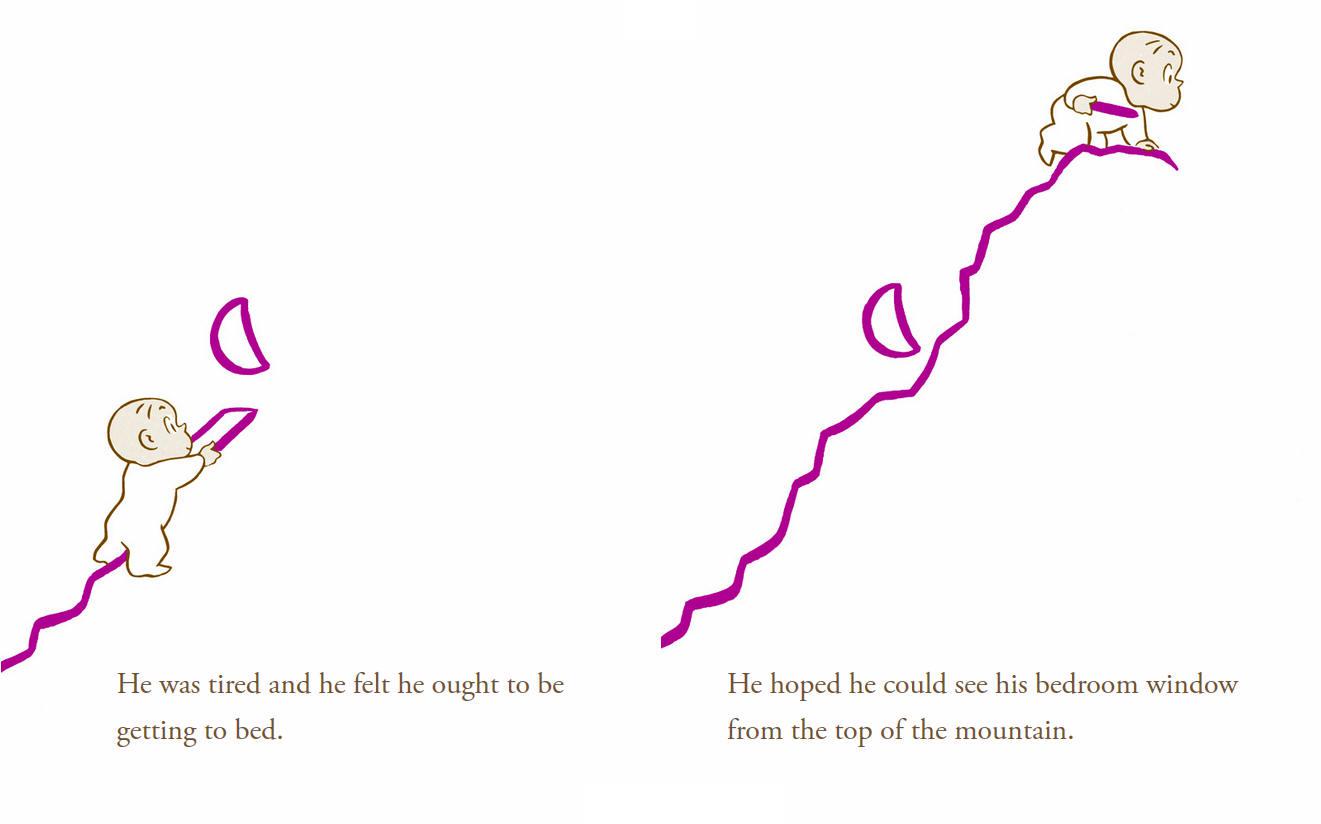 He was tired and he felt he ought to be
getting to bed.
He hoped he could see his bedroom window
from the top of the mountain.